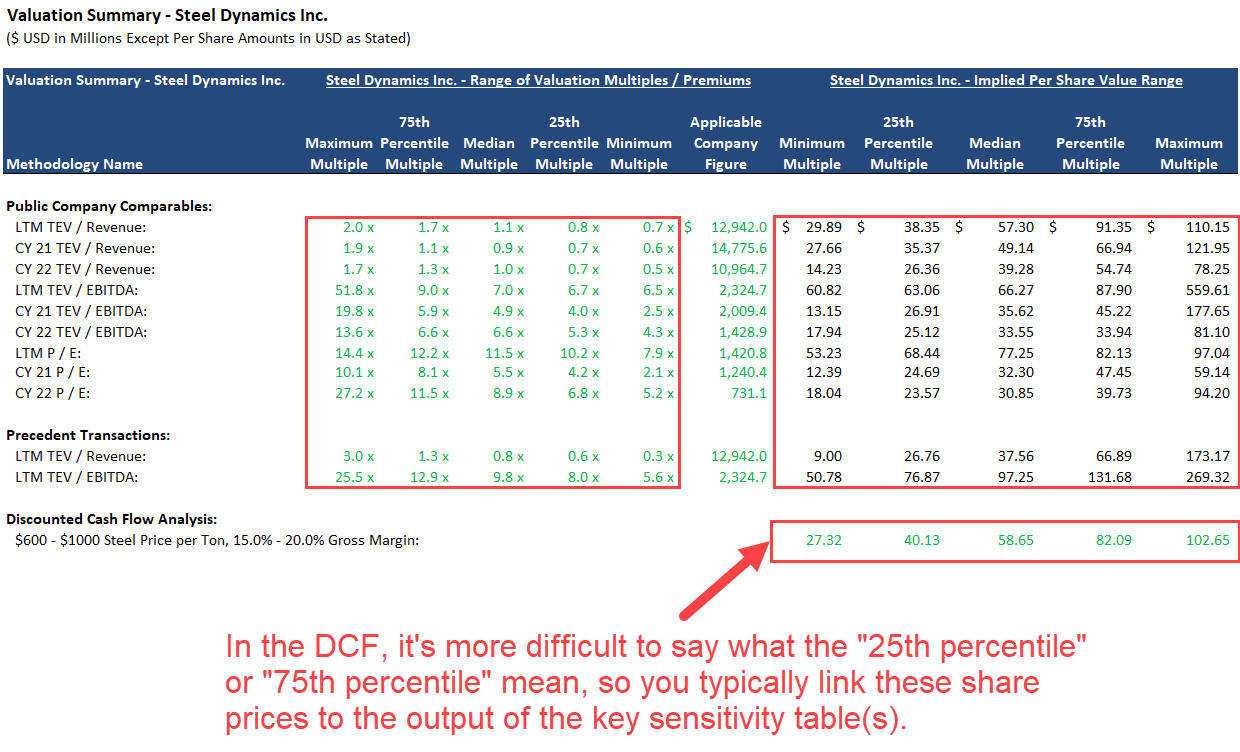 Valuation Summary - Steel Dynamics Inc.
($ USD in Millions Except Per Share Amounts in USD as Stated)
Valuation Summary - Steel Dynamics Inc. Steel Dynamics Inc. - Range of Valuation Multiples / Premiums Steel Dynamics Inc. - Implied Per Share Value Range
75th 25th Applicable 25th 75th
Maximum Percentile Median Percentile Minimum Company Minimum Percentile Median Percentile Maximum
Methodology Name Multiple Multiple Multiple Multiple Multiple Figure Multiple Multiple Multiple Multiple Multiple
Public Company Comparables:
LTM TEV / Revenue: 2.0 x 1.7 x 1.1 x 0.8 x 0.7 x $ 12,942.0 $ 29.89 $ 38.35 $ 57.30 $ 91.35 $ 110.15
CY 21 TEV / Revenue: 1.9 x 1.1 x 0.9 x 0.7 x 0.6 x 14,775.6 27.66 35.37 49.14 66.94 121.95
CY 22 TEV / Revenue: 1.7 x 1.3 x 1.0 x 0.7 x 0.5 x 10,964.7 14.23 26.36 39.28 54.74 78.25
LTM TEV / EBITDA: 51.8 x 9.0 x 7.0 x 6.7 x 6.5 x 2,324.7 60.82 63.06 66.27 87.90 559.61
CY 21 TEV / EBITDA: 19.8 x 5.9 x 4.9 x 4.0 x 2.5 x 2,009.4 13.15 26.91 35.62 45.22 177.65
CY 22 TEV / EBITDA: 13.6 x 6.6 x 6.6 x 5.3 x 4.3 x 1,428.9 17.94 25.12 33.55 33.94 81.10
LTM P / E: 14.4 x 12.2 x 11.5 x 10.2 x 7.9 x 1,420.8 53.23 68.44 77.25 82.13 97.04
CY 21 P / E: 10.1 x 8.1 x 5.5 x 4.2 x 2.1 x 1,240.4 12.39 24.69 32.30 47.45 59.14
CY 22 P / E: 27.2 x 11.5 x 8.9 x 6.8 x 5.2 x 731.1 18.04 23.57 30.85 39.73 94.20
Precedent Transactions:
LTM TEV / Revenue: 3.0 x 1.3 x 0.8 x 0.6 x 0.3 x 12,942.0 9.00 26.76 37.56 66.89 173.17
LTM TEV / EBITDA: 25.5 x 12.9 x 9.8 x 8.0 x 5.6 x 2,324.7 50.78 76.87 97.25 131.68 269.32
Discounted Cash Flow Analysis:
$600 - $1000 Steel Price per Ton, 15.0% - 20.0% Gross Margin: 27.32 40.13 58.65 82.09 102.65
In the DCF, it's more difficult to say what the "25th percentile"
or "75th percentile" mean, so you typically link these share
prices to the output of the key sensitivity table(s).